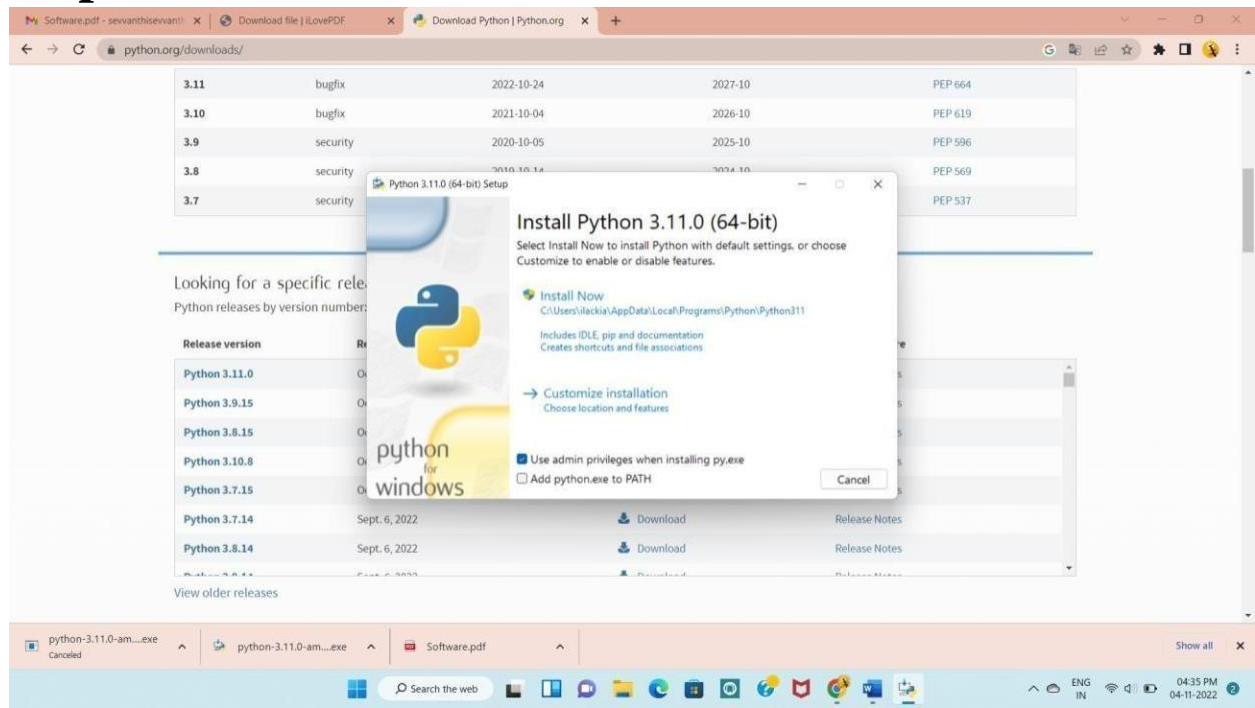 Software.pdf - sevvanthisevvanthi
Download file | iLovePDF
Download Python | Python.org
python.org/downloads/
3.11 bugfix 2022-10-24 2027-10 PEP 664
3.10 bugfix 2021-10-04 2026-10 PEP 619
3.9 security 2020-10-05 2025-10 PEP 596
3.8 security 2019-10-14 2024-10 PEP 569
3.7 security PEP 537
Python 3.11.0 (64-bit) Setup
Install Python 3.11.0 (64-bit)
Select Install Now to install Python with default settings, or choose
Customize to enable or disable features.
Install Now
C:\Users\ilackia\AppData\Local\Programs\Python\Python311
Includes IDLE, pip and documentation
Creates shortcuts and file associations
Customize installation
Choose location and features
Use admin privileges when installing py.exe
Add python.exe to PATH
Cancel
python
for
windows
Looking for a specific rele
Python releases by version number:
Release version
Python 3.11.0
Python 3.9.15
Python 3.8.15
Python 3.10.8
Python 3.7.15
Python 3.7.14 Sept. 6, 2022 Download Release Notes
Python 3.8.14 Sept. 6, 2022 Download Release Notes
View older releases
python-3.11.0-am....exe
Canceled
python-3.11.0-am....exe
Software.pdf
Show all
Search the web
ENG
IN
04:35 PM
04-11-2022
2